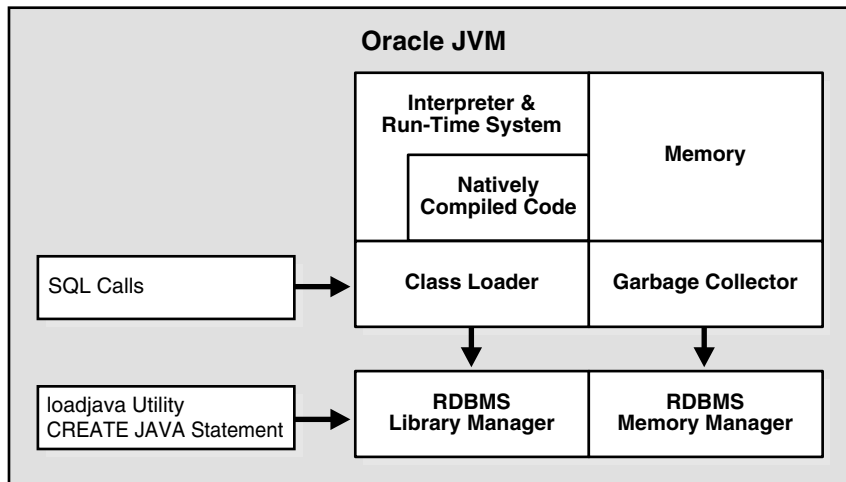 Oracle JVM
Interpreter &
Run-Time System
Memory
Natively
Compiled Code
SQL Calls
Class Loader
Garbage Collector
loadjava Utility
CREATE JAVA Statement
RDBMS
Library Manager
RDBMS
Memory Manager